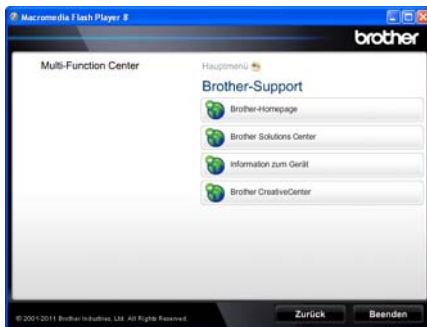 Macromedia Flash Player 8
brother
Multi-Function Center
Hauptmenü
Brother-Support
Brother-Homepage
Brother Solutions Center
Information zum Gerät
Brother CreativeCenter
© 2001-2011 Brother Industries, Ltd. All Rights Reserved.
Zurück
Beenden